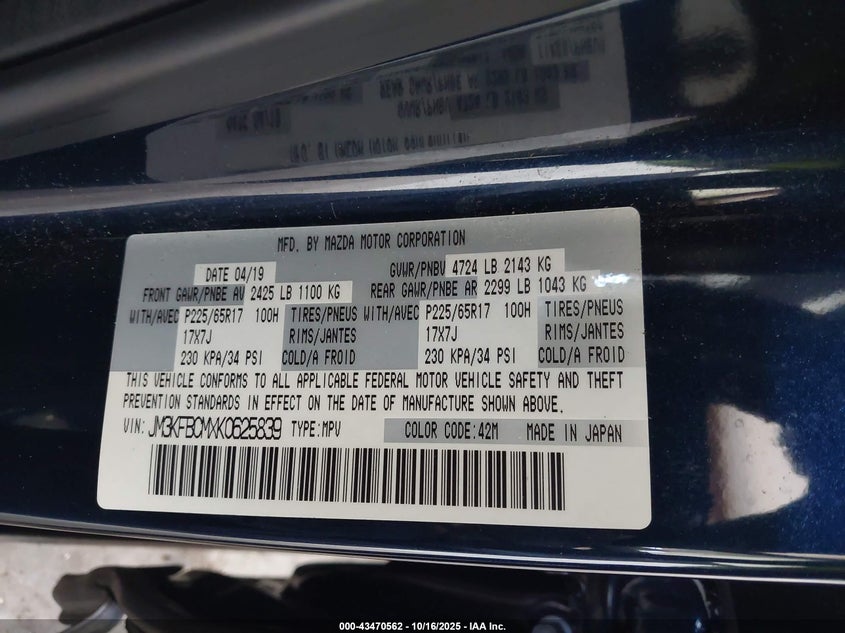 MFD. BY MAZDA MOTOR CORPORATION
DATE 04/19 GVWR/PNBV 4724 LB 2143 KG
FRONT GAWR/PNBE AV 2425 LB 1100 KG REAR GAWR/PNBE AR 2299 LB 1043 KG
WITH/AVEC P225/65R17 100H TIRES/PNEUS WITH/AVEC P225/65R17 100H TIRES/PNEUS
17X7J RIMS/JANTES 17X7J RIMS/JANTES
230 KPA/34 PSI COLD/A FROID 230 KPA/34 PSI COLD/A FROID
THIS VEHICLE CONFORMS TO ALL APPLICABLE FEDERAL MOTOR VEHICLE SAFETY AND THEFT
PREVENTION STANDARDS IN EFFECT ON THE DATE OF MANUFACTURE SHOWN ABOVE.
VIN: JM3KFBCMXK0625839 TYPE:MPV COLOR CODE:42M MADE IN JAPAN
000-43470562 - 10/16/2025 - IAA Inc.